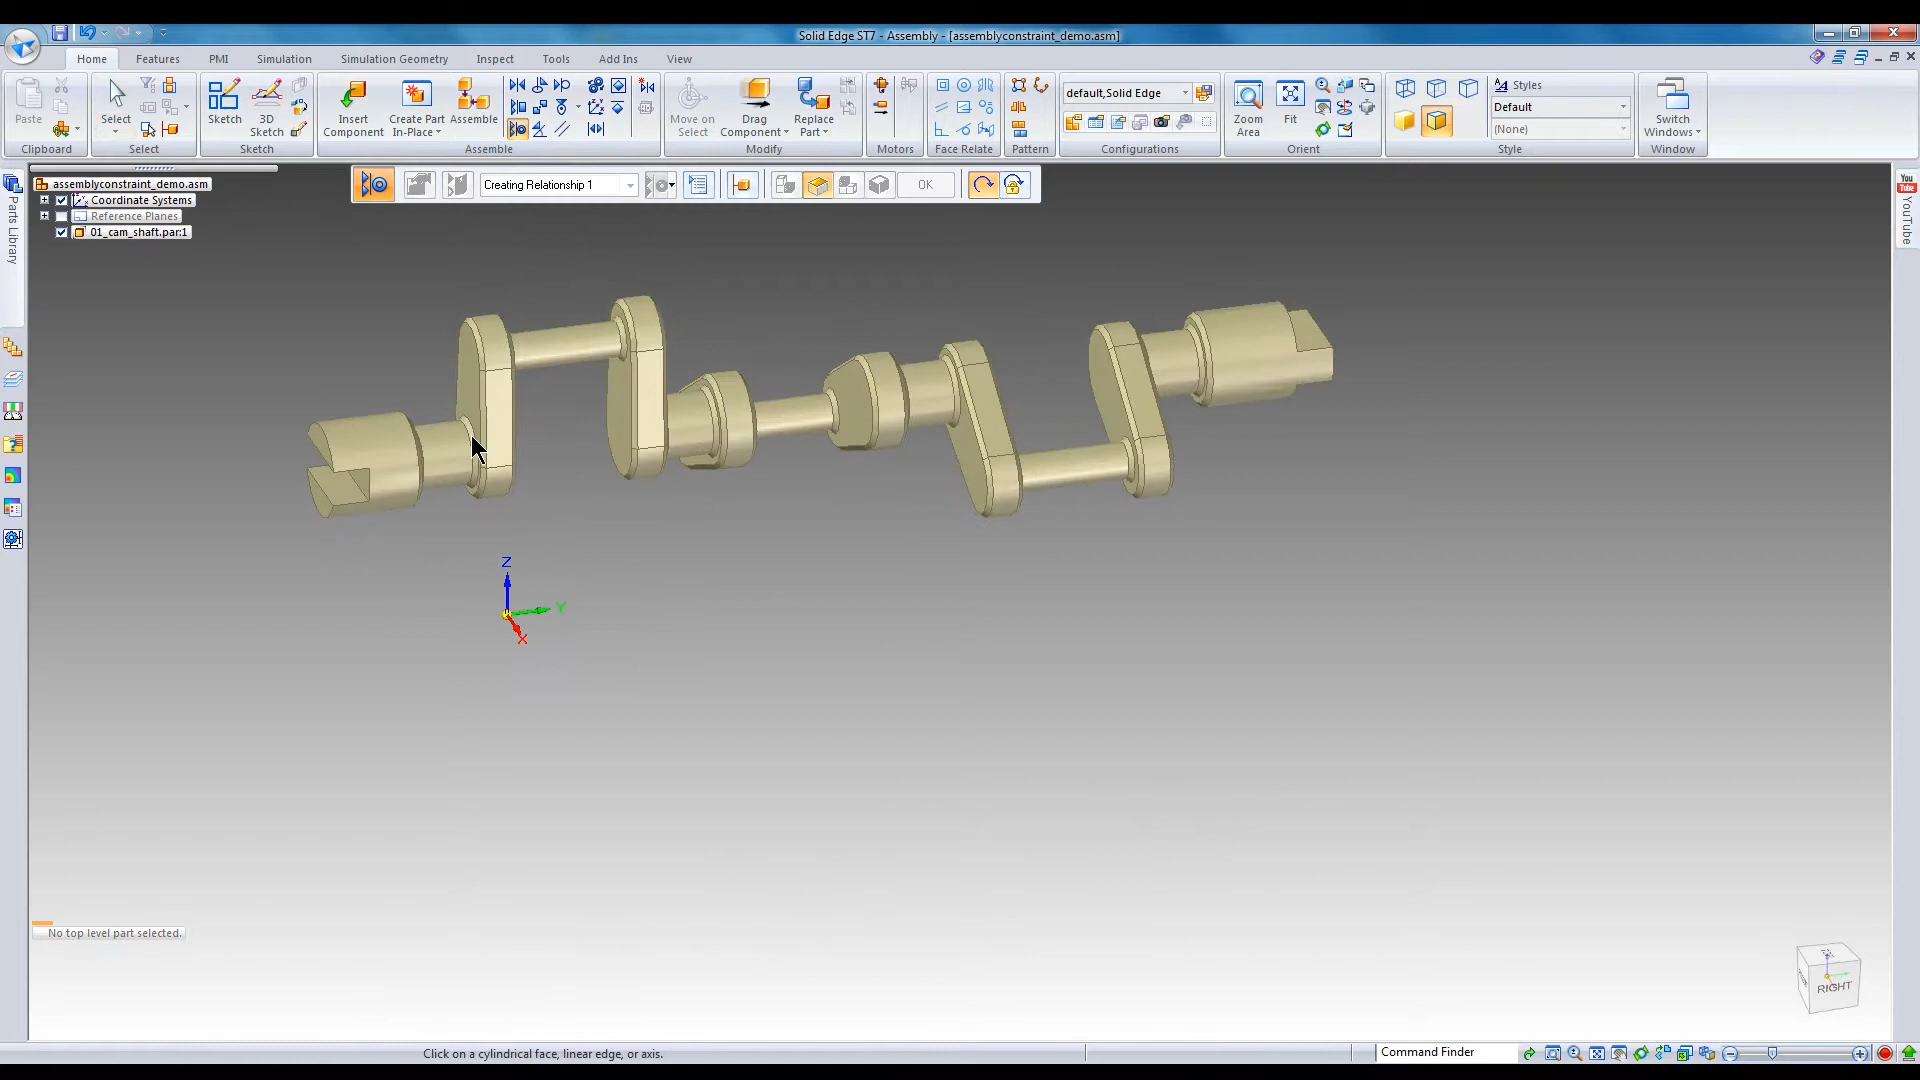 Solid Edge ST7 - Assembly - [assemblyconstraint_demo.asm]
Home
Features
PMI
Simulation
Simulation Geometry
Inspect
Tools
Add Ins
View
Paste
Select
Sketch
3D Sketch
Insert Component
Create Part In-Place
Assemble
Move on Select
Drag Component
Replace Part
default,Solid Edge
Zoom Area
Fit
Styles
Default
(None)
Switch Windows
Clipboard
Select
Sketch
Assemble
Modify
Motors
Face Relate
Pattern
Configurations
Orient
Style
Window
Creating Relationship 1
OK
assemblyconstraint_demo.asm
Coordinate Systems
Reference Planes
01_cam_shaft.par:1
Parts Library
You Tube
YouTube
Z
Y
X
No top level part selected.
RIGHT
Click on a cylindrical face, linear edge, or axis.
Command Finder